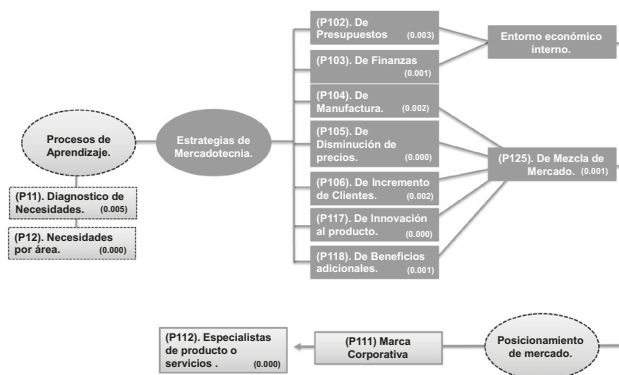 (P102). De
Presupuestos (0.003)
(P103). De Finanzas
(0.001)
Entorno económico
interno.
(P104). De
Manufactura. (0.002)
(P105). De
Disminución de
precios. (0.000)
(P106). De Incremento
de Clientes. (0.002)
(P117). De Innovación
al producto. (0.000)
(P118). De Beneficios
adicionales. (0.001)
(P125). De Mezcla de
Mercado. (0.001)
Estrategias de
Mercadotecnia.
Procesos de
Aprendizaje.
(P11). Diagnostico de
Necesidades. (0.005)
(P12). Necesidades
por área. (0.000)
(P112). Especialistas
de producto o
servicios . (0.000)
(P111) Marca
Corporativa
Posicionamiento
de mercado.